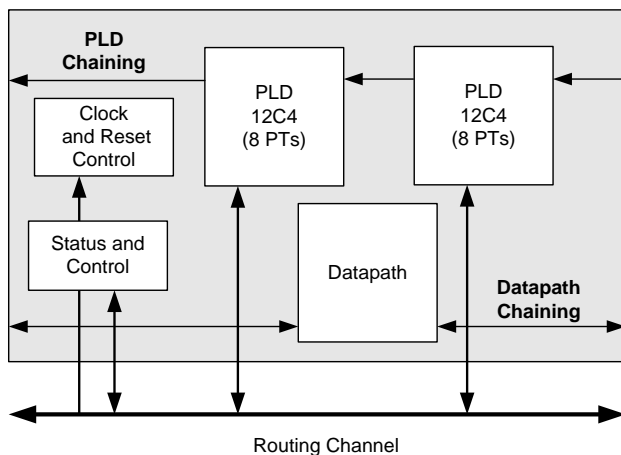 PLD
Chaining
PLD
12C4
(8 PTs)
PLD
12C4
(8 PTs)
Clock
and Reset
Control
Status and
Control
Datapath
Datapath
Chaining
Routing Channel